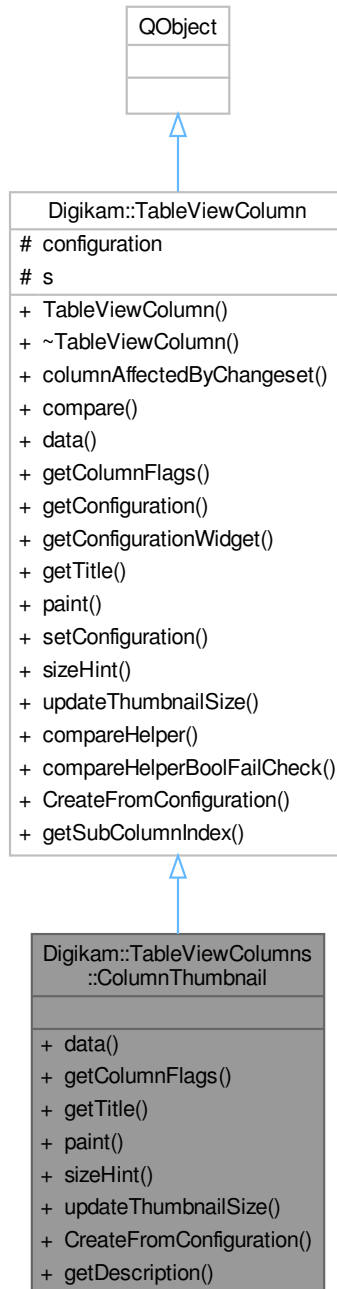 QObject
Digikam::TableViewColumn
# configuration
# s
+ TableViewColumn()
+ ~TableViewColumn()
+ columnAffectedByChangeset()
+ compare()
+ data()
+ getColumnFlags()
+ getConfiguration()
+ getConfigurationWidget()
+ getTitle()
+ paint()
+ setConfiguration()
+ sizeHint()
+ updateThumbnailSize()
+ compareHelper()
+ compareHelperBoolFailCheck()
+ CreateFromConfiguration()
+ getSubColumnIndex()
Digikam::TableViewColumns
::ColumnThumbnail
+ data()
+ getColumnFlags()
+ getTitle()
+ paint()
+ sizeHint()
+ updateThumbnailSize()
+ CreateFromConfiguration()
+ getDescription()